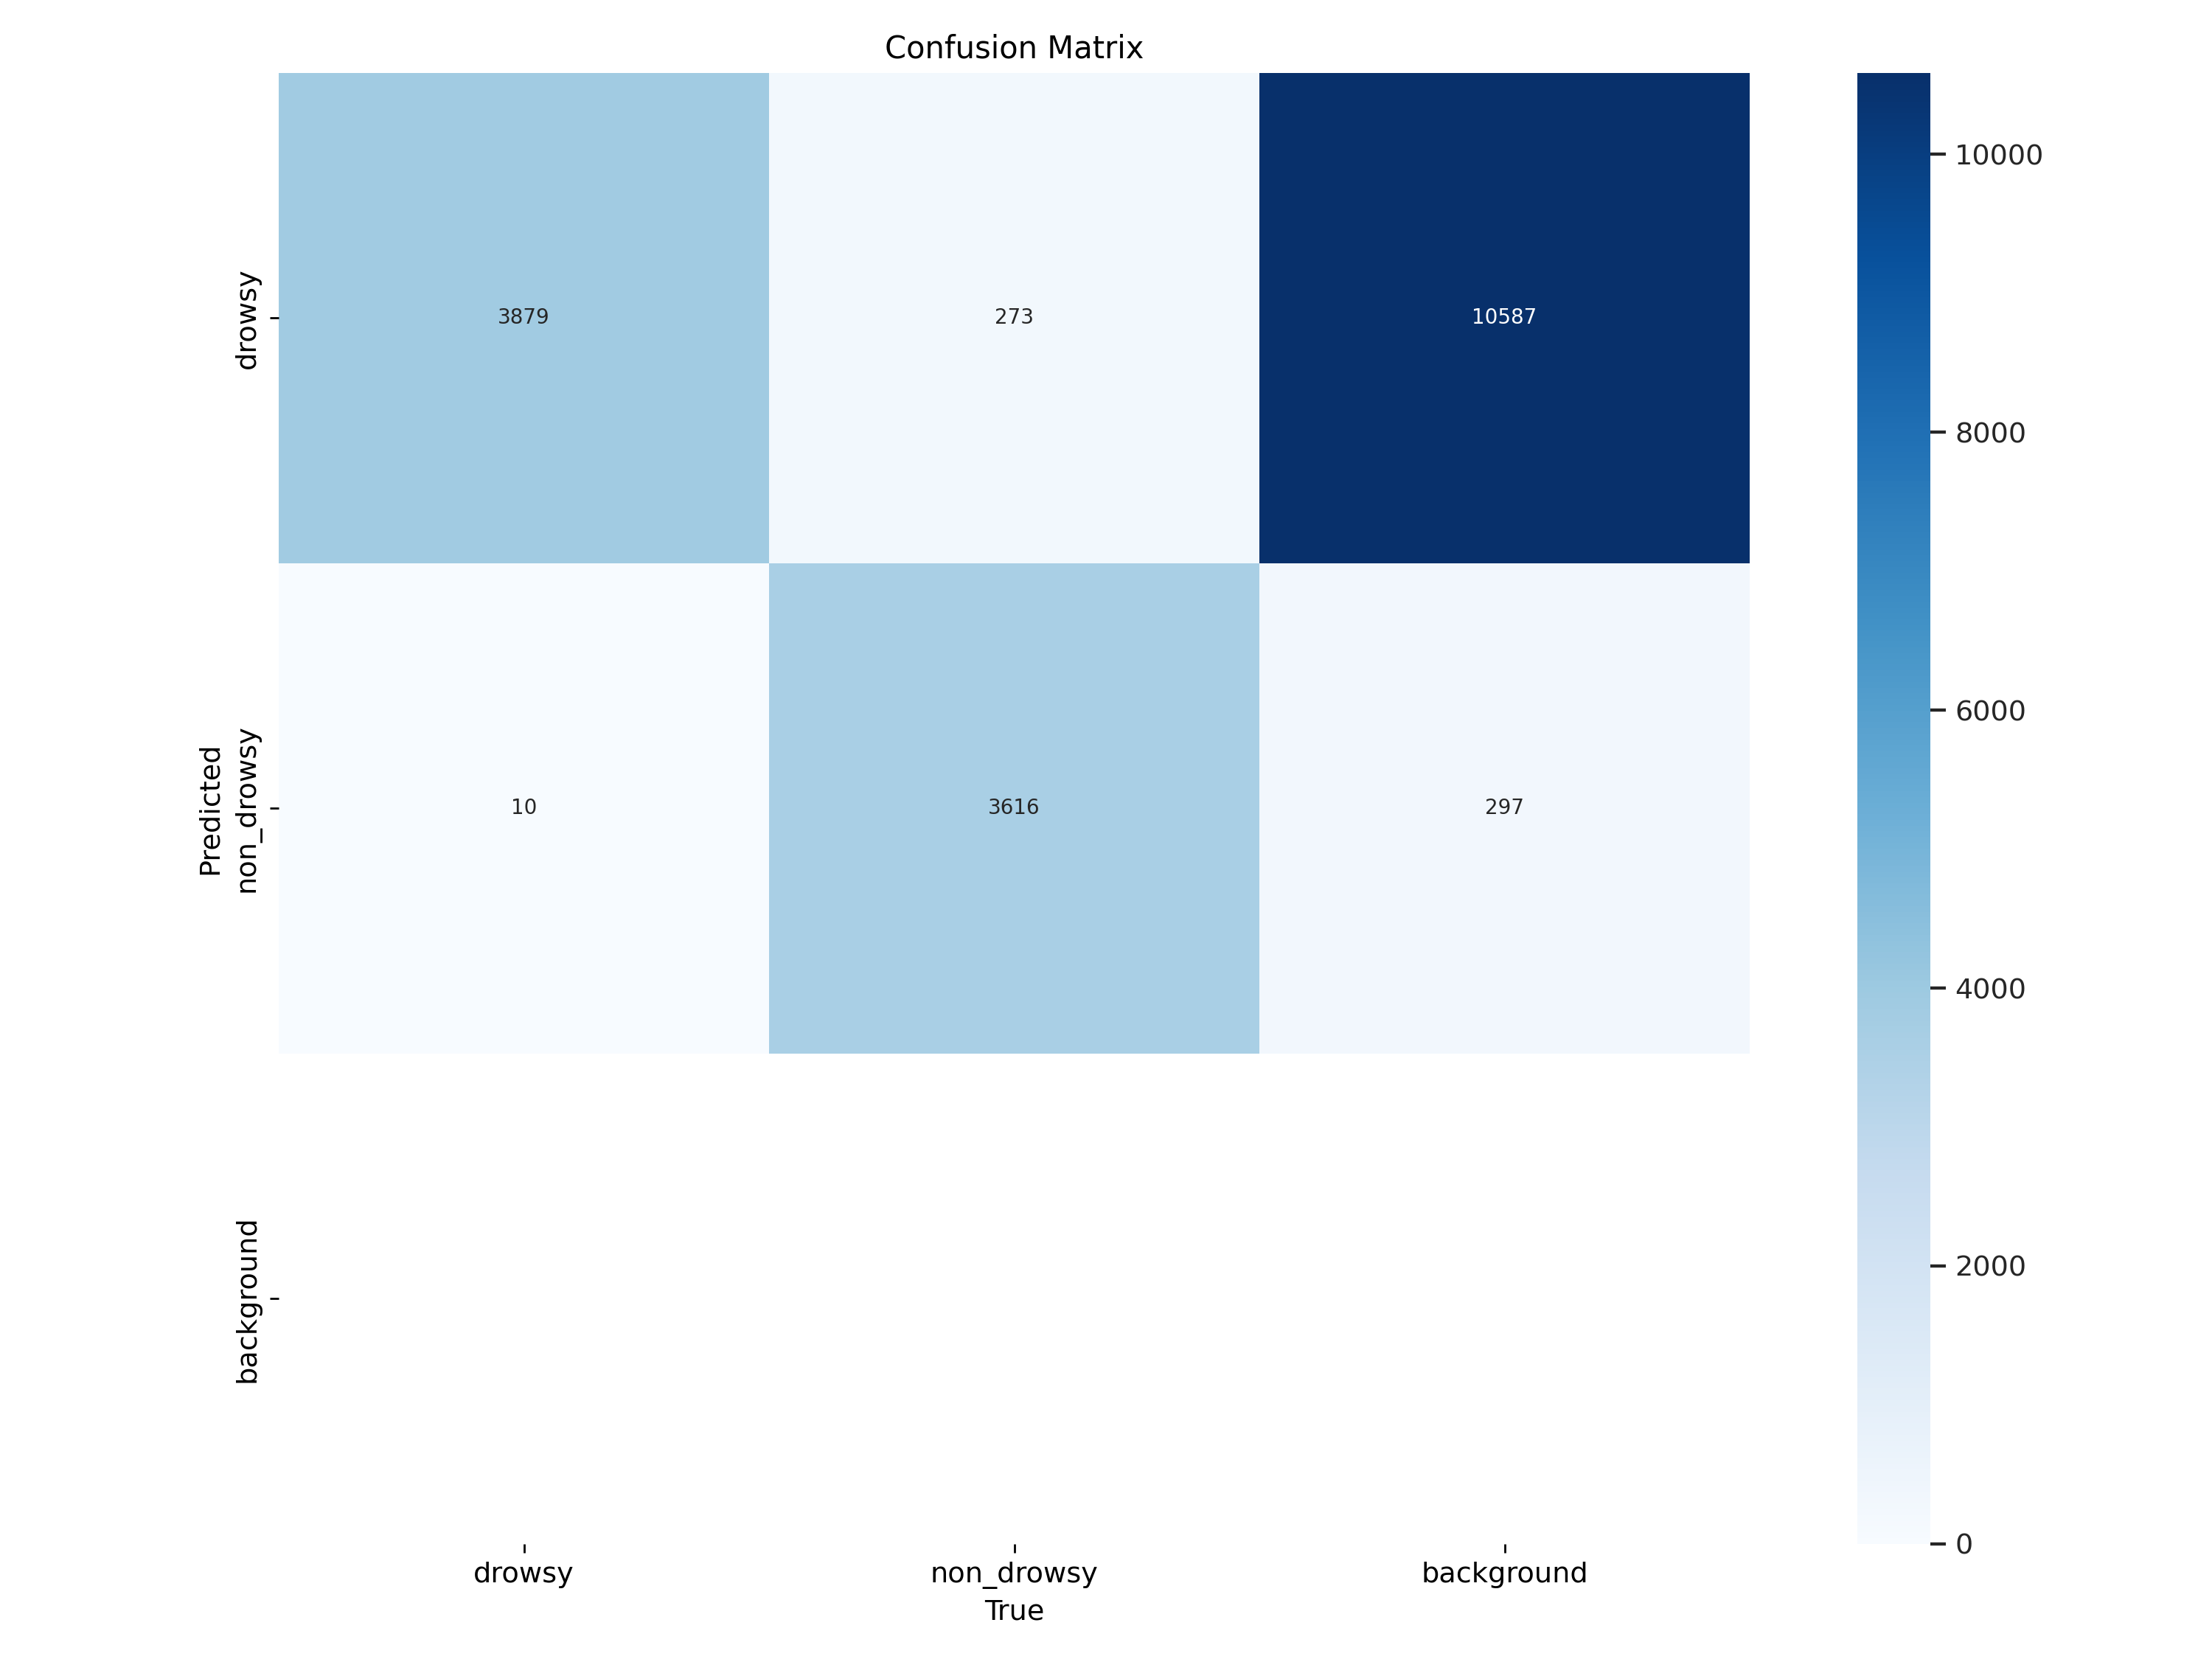 Confusion Matrix
10000
drowsy
3879
273
10587
8000
6000
Predicted
non_drowsy
10
3616
297
4000
background
2000
0
drowsy
non_drowsy
background
True